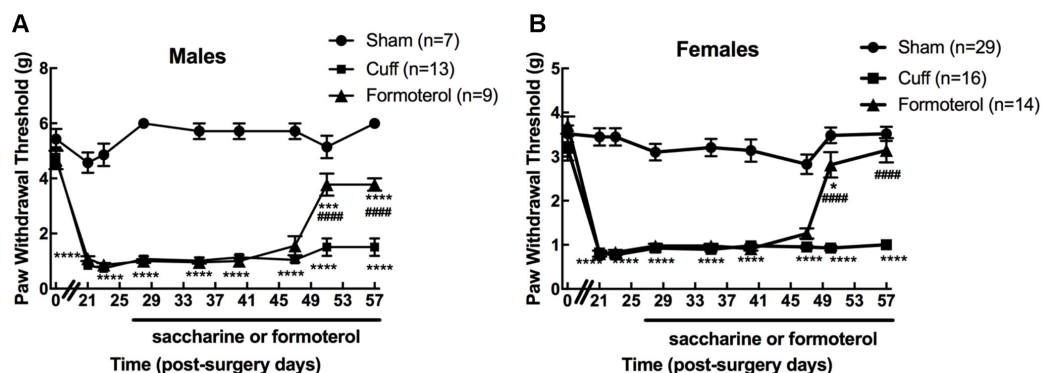 A
Males
Sham (n=7)
Cuff (n=13)
Formoterol (n=9)
Paw Withdrawal Threshold (g)
8
6
4
2
0
****
****
****
****
****
****
***
####
****
****
####
****
0 21 25 29 33 37 41 45 49 53 57
saccharine or formoterol
Time (post-surgery days)
B
Females
Sham (n=29)
Cuff (n=16)
Formoterol (n=14)
Paw Withdrawal Threshold (g)
5
4
3
2
1
0
****
****
****
****
****
****
*
####
****
####
****
0 21 25 29 33 37 41 45 49 53 57
saccharine or formoterol
Time (post-surgery days)